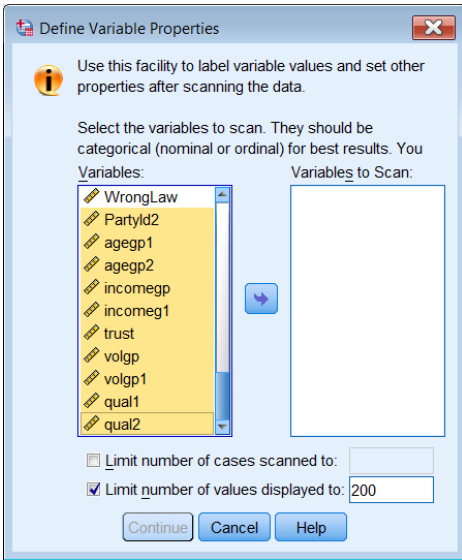 Define Variable Properties
Use this facility to label variable values and set other
properties after scanning the data.
Select the variables to scan. They should be
categorical (nominal or ordinal) for best results. You
Variables:
Variables to Scan:
WrongLaw
PartyId2
agegp1
agegp2
incomegp
incomeg1
trust
volgp
volgp1
qual1
qual2
Limit number of cases scanned to:
Limit number of values displayed to: 200
Continue Cancel Help